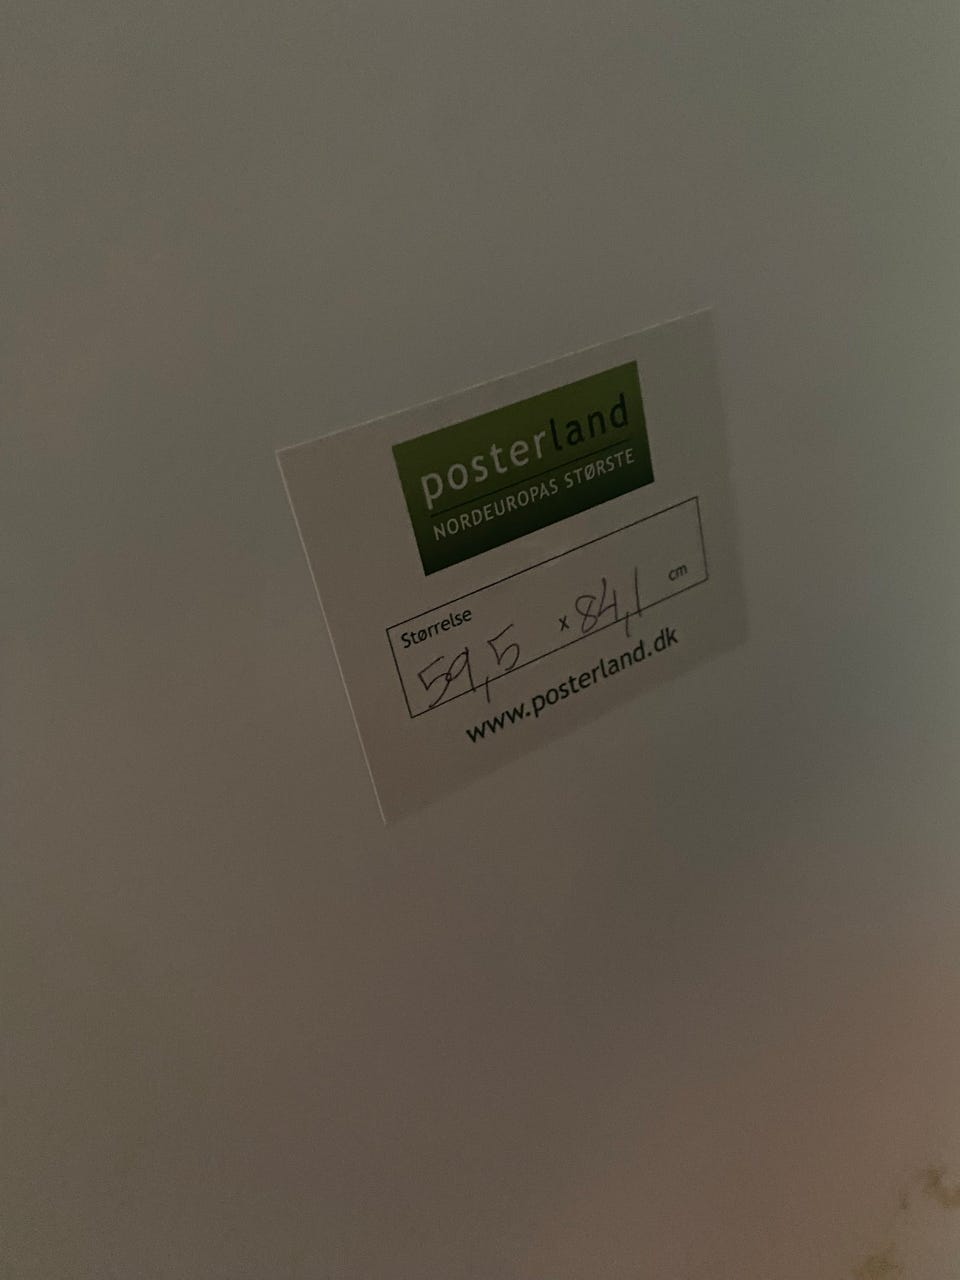 posterland
NORDEUROPAS STØRSTE
Størrelse
59,5 x 84,1 cm
www.posterland.dk